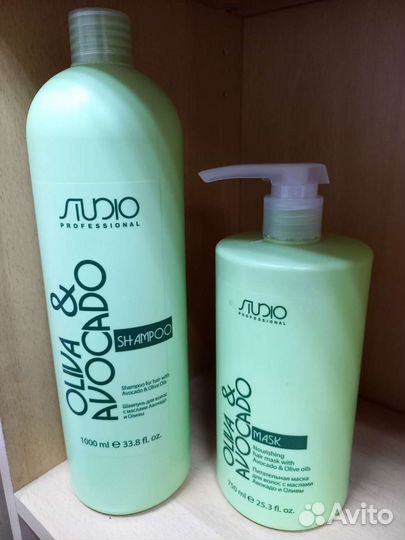 STUDIO
PROFESSIONAL
OLIVA &
AVOCADO
SHAMPOO
Shampoo for hair with
Avocado & Olive Oils
Шампунь для волос
с маслами Авокадо
и Оливы
1000 ml e 33.8 fl. oz.
STUDIO
PROFESSIONAL
OLIVA &
AVOCADO
MASK
Nourishing
hair mask with
Avocado & Olive oils
Питательная маска
для волос с маслами
Авокадо и Оливы
750 ml e 25.3 fl. oz.
Avito